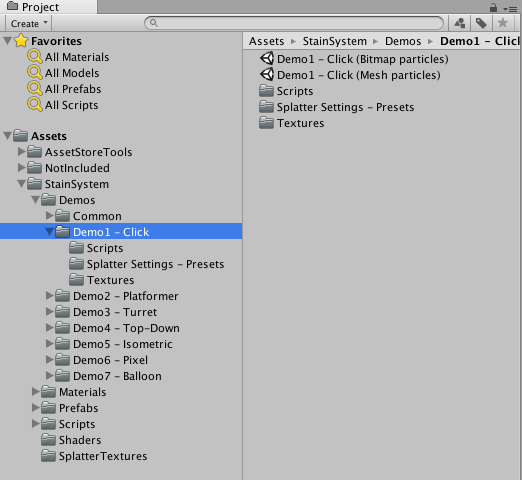 Project
Create
Favorites
All Materials
All Models
All Prefabs
All Scripts
Assets
AssetStoreTools
NotIncluded
StainSystem
Demos
Common
Demo1 - Click
Scripts
Splatter Settings - Presets
Textures
Demo2 - Platformer
Demo3 - Turret
Demo4 - Top-Down
Demo5 - Isometric
Demo6 - Pixel
Demo7 - Balloon
Materials
Prefabs
Scripts
Shaders
SplatterTextures
Assets ▸ StainSystem ▸ Demos ▸ Demo1 - Clicl
Demo1 - Click (Bitmap particles)
Demo1 - Click (Mesh particles)
Scripts
Splatter Settings - Presets
Textures